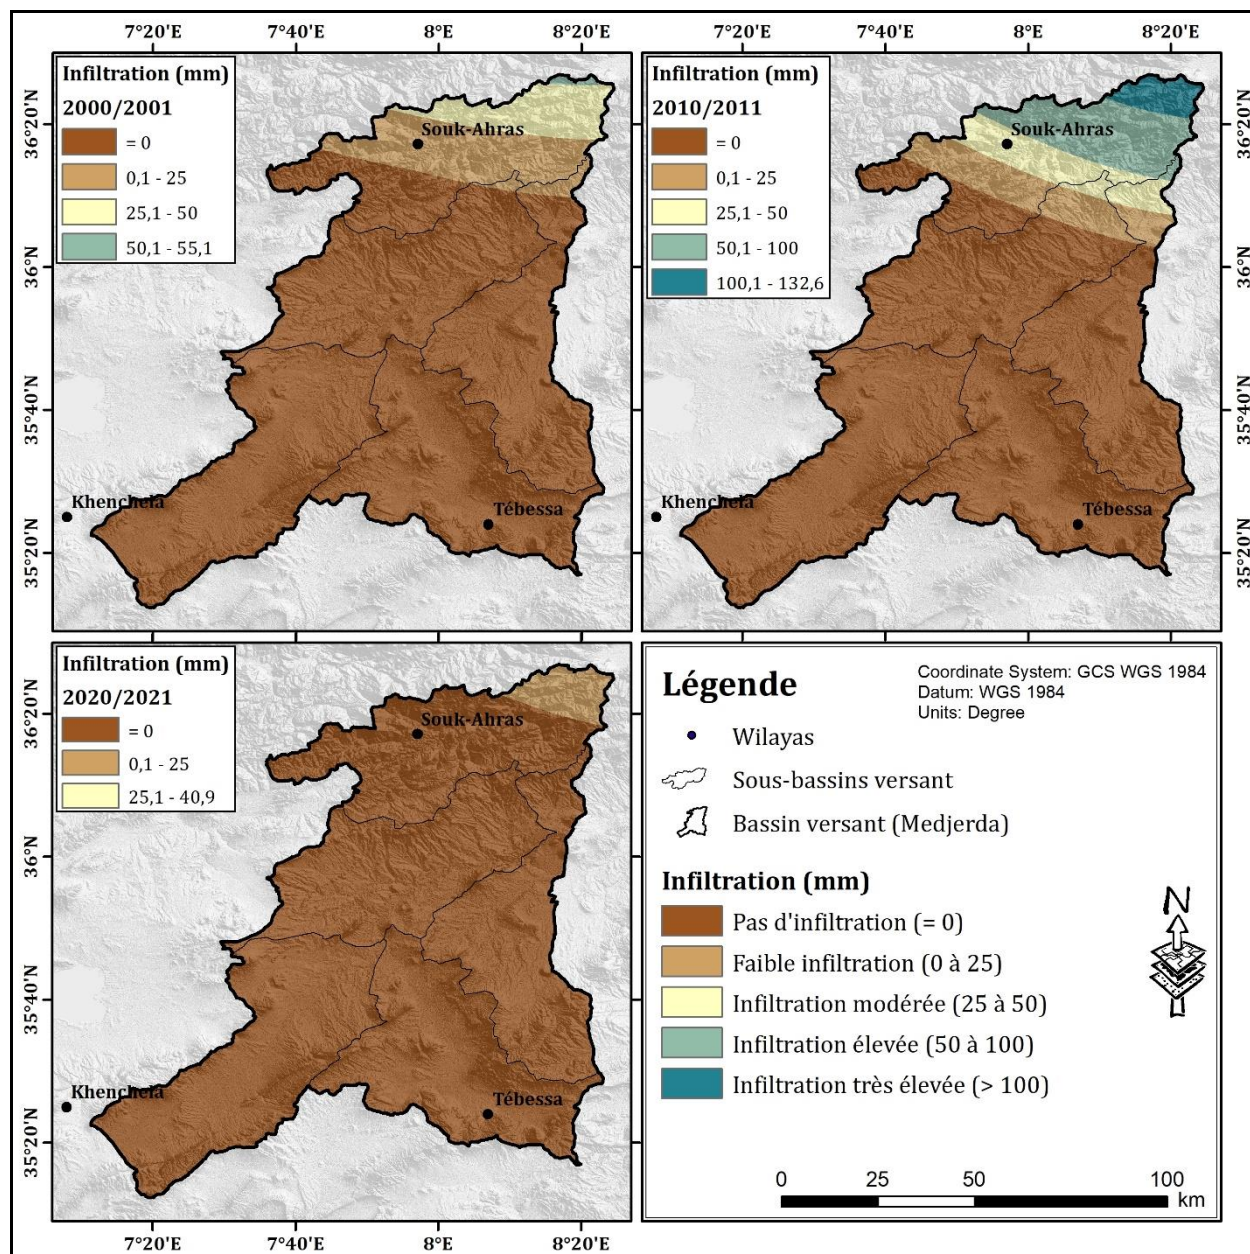 7°20'E 7°40'E 8° 8°20'E 7°20'E 7°40'E 8° 8°20'E
Infiltration (mm)
2000/2001
= 0
0,1 - 25
25,1 - 50
50,1 - 55,1
Souk-Ahras
Khenchela
Tébessa
36°20'N
36°N
35°40'N
35°20'N
Infiltration (mm)
2010/2011
= 0
0,1 - 25
25,1 - 50
50,1 - 100
100,1 - 132,6
Souk-Ahras
Khenchela
Tébessa
36°20'N
36°N
35°40'N
35°20'N
Infiltration (mm)
2020/2021
= 0
0,1 - 25
25,1 - 40,9
Souk-Ahras
Khenchela
Tébessa
36°20'N
36°N
35°40'N
35°20'N
7°20'E 7°40'E 8° 8°20'E
Légende
Coordinate System: GCS WGS 1984
Datum: WGS 1984
Units: Degree
Wilayas
Sous-bassins versant
Bassin versant (Medjerda)
Infiltration (mm)
Pas d'infiltration (= 0)
Faible infiltration (0 à 25)
Infiltration modérée (25 à 50)
Infiltration élevée (50 à 100)
Infiltration très élevée (> 100)
N
0 25 50 100
km